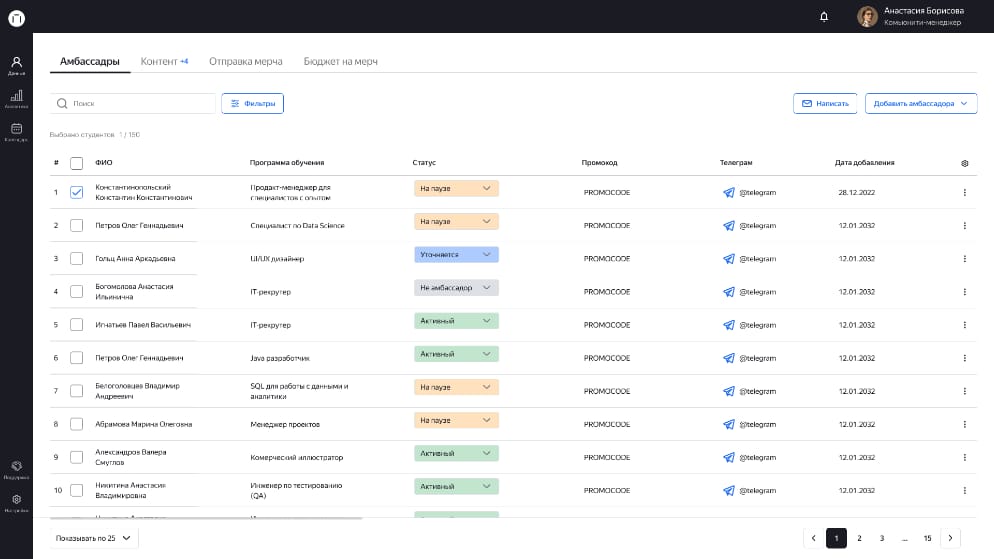 Анастасия Борисова
Комьюнити-менеджер
Данные
Аналитика
Календарь
Поддержка
Настройки
Амбассадры Контент +4 Отправка мерча Бюджет на мерч
Поиск Фильтры Написать Добавить амбассадора
Выбрано студентов 1 / 150
# ФИО Программа обучения Статус Промокод Телеграм Дата добавления
1 Константинопольский Константин Константинович Продакт-менеджер для специалистов с опытом На паузе PROMOCODE @telegram 28.12.2022
2 Петров Олег Геннадьевич Специалист по Data Science На паузе PROMOCODE @telegram 12.01.2032
3 Гольц Анна Аркадьевна UI/UX дизайнер Уточняется PROMOCODE @telegram 12.01.2032
4 Богомолова Анастасия Ильинична IT-рекрутер Не амбассадор PROMOCODE @telegram 12.01.2032
5 Игнатьев Павел Васильевич IT-рекрутер Активный PROMOCODE @telegram 12.01.2032
6 Петров Олег Геннадьевич Java разработчик Активный PROMOCODE @telegram 12.01.2032
7 Белоголовцев Владимир Андреевич SQL для работы с данными и аналитики На паузе PROMOCODE @telegram 12.01.2032
8 Абрамова Марина Олеговна Менеджер проектов На паузе PROMOCODE @telegram 12.01.2032
9 Александров Валера Смуглов Комерческий иллюстратор Активный PROMOCODE @telegram 12.01.2032
10 Никитина Анастасия Владимировна Инженер по тестированию (QA) Активный PROMOCODE @telegram 12.01.2032
Показывать по 25 1 2 3 ... 15